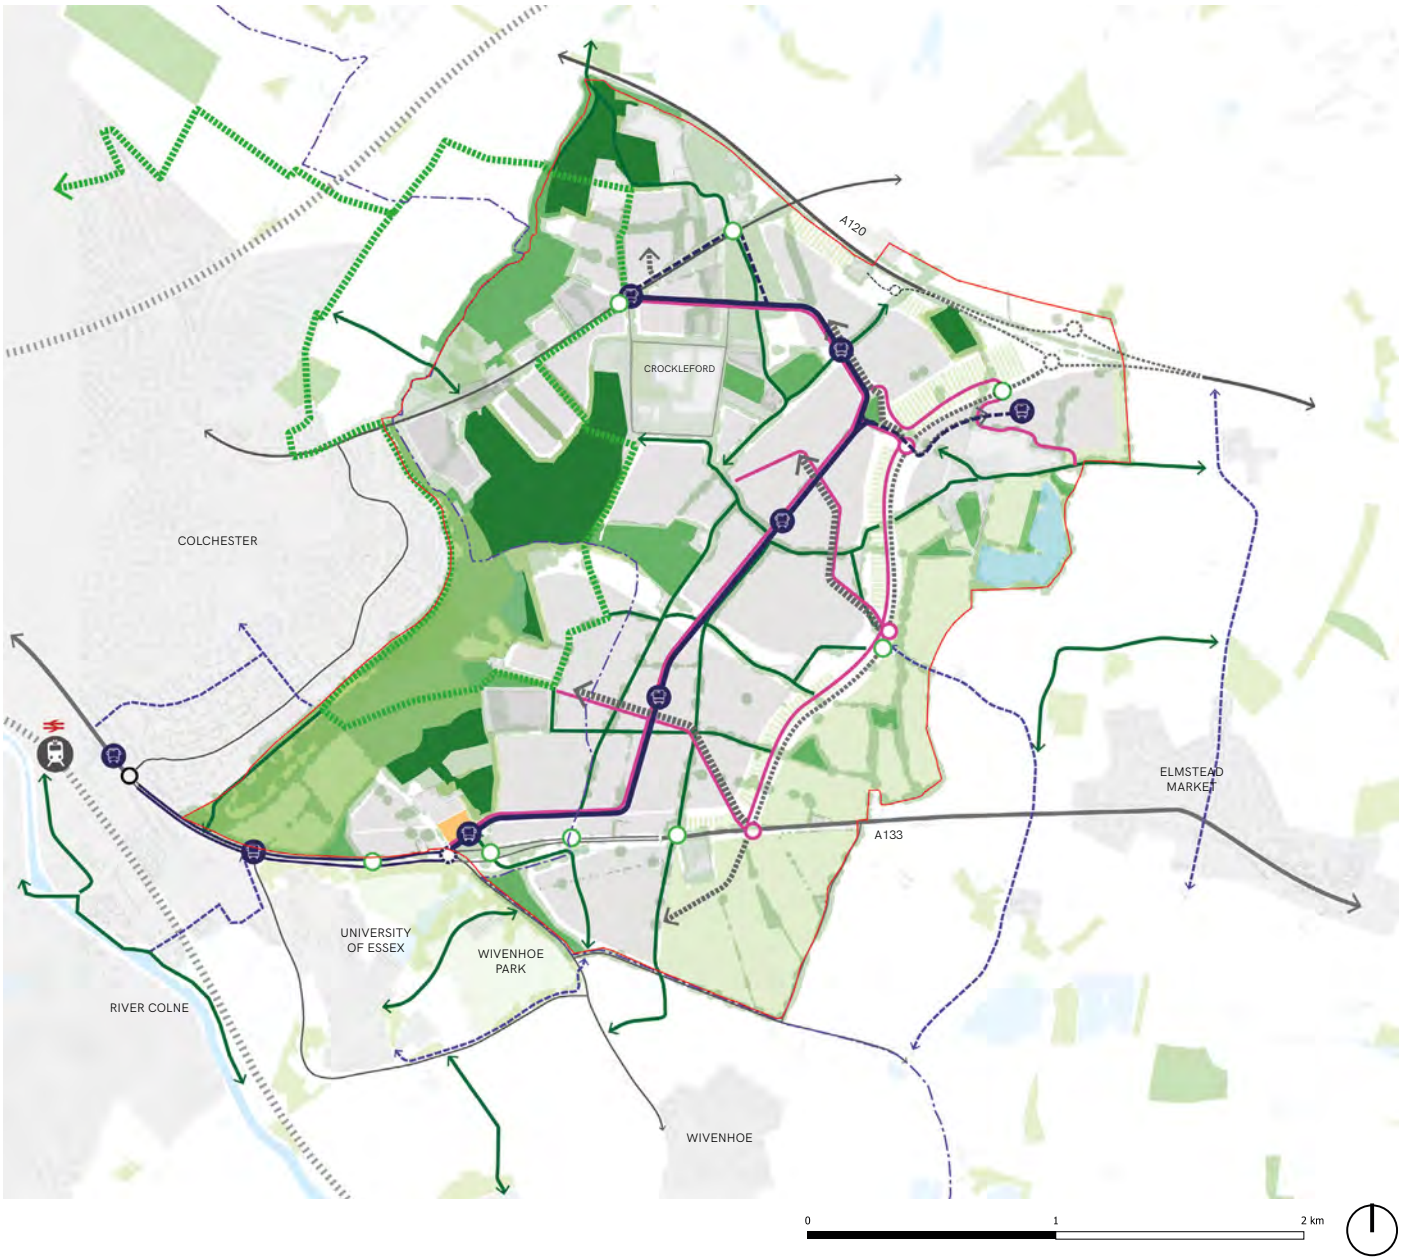 A120
CROCKLEFORD
COLCHESTER
ELMSTEAD
MARKET
A133
UNIVERSITY
OF ESSEX
WIVENHOE
PARK
RIVER COLNE
WIVENHOE
0
1
2 km